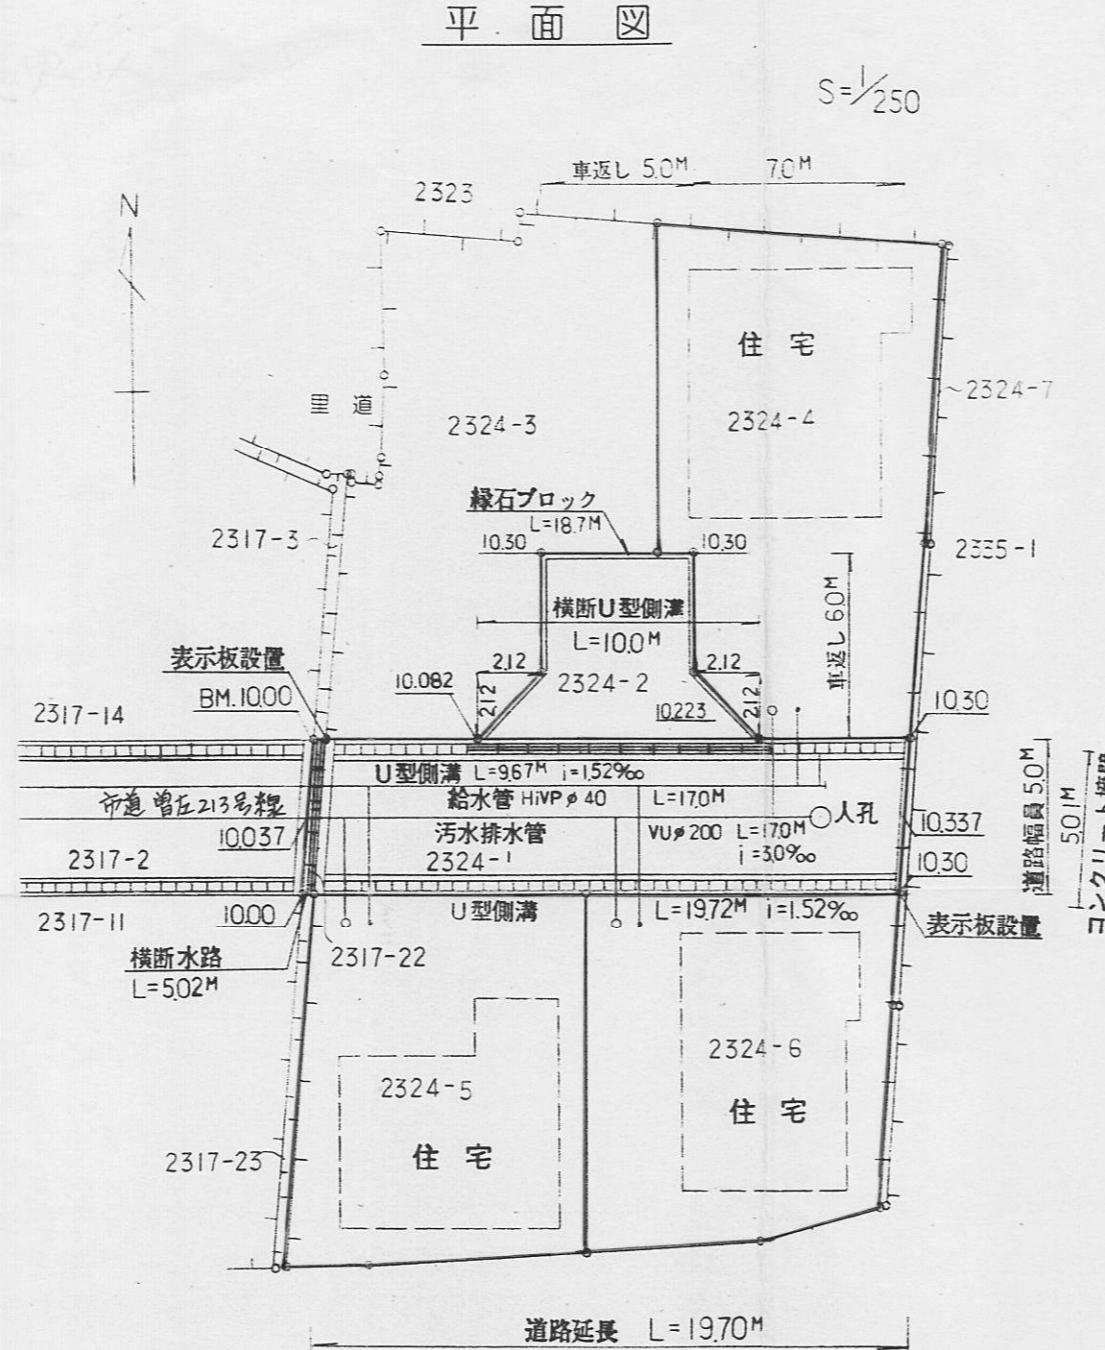 平面図
S=1/250
車返し 5.0M
7.0M
2323
N
住宅
2324-7
里道
2324-3
2324-4
縁石ブロック
L=18.7M
2317-3
10.30
10.30
2335-1
横断U型側溝
L=10.0M
車返し 6.0M
表示板設置
2.12
2.12
BM.10.00
10.082
2324-2
2.12
2.12
10.223
10.30
2317-14
U型側溝 L=9.67M i=1.52‰
市道 曽左213号線
給水管 HiVPφ40 L=17.0M
人孔
10.037
汚水排水管 VUφ200 L=17.0M
i=3.0‰
10.337
2317-2
2324-1
10.30
道路幅員 5.0M
5.01M
2317-11
10.00
U型側溝 L=19.72M i=1.52‰
表示板設置
横断水路
L=5.02M
2317-22
2324-6
2324-5
住宅
住宅
2317-23
道路延長 L=19.70M